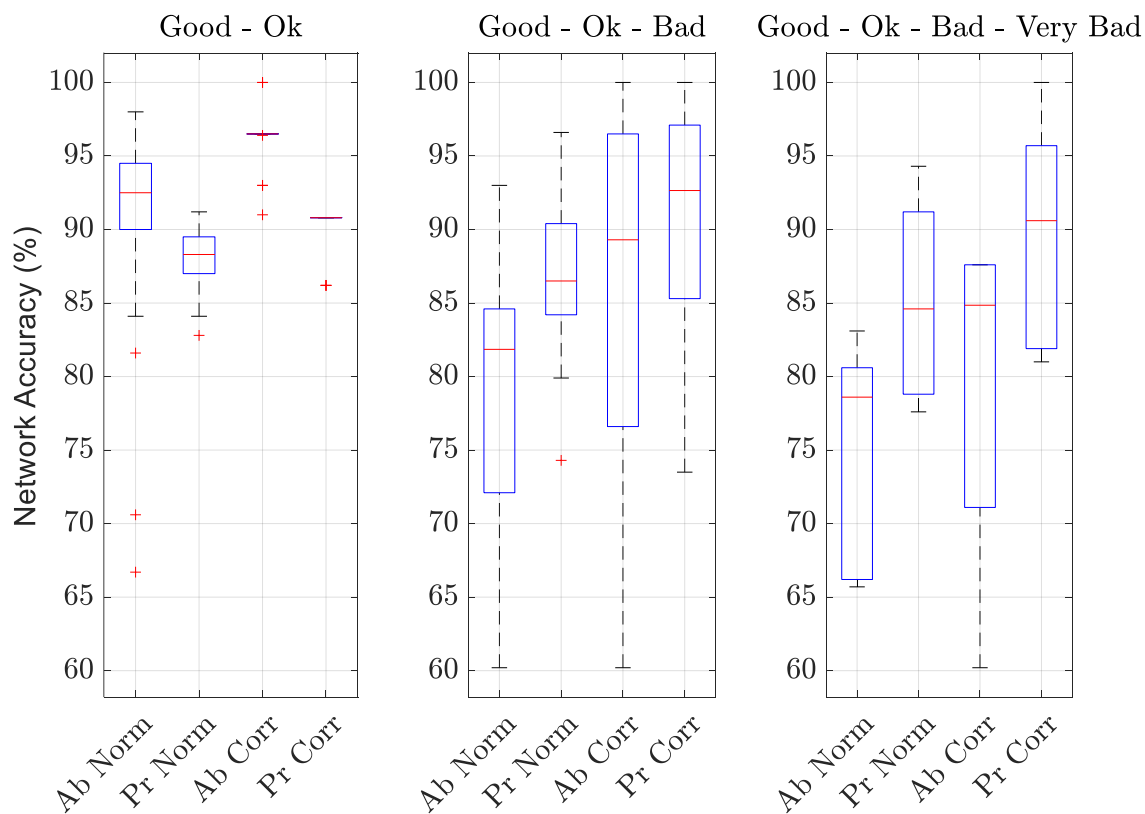 Good - Ok
Good - Ok - Bad
Good - Ok - Bad - Very Bad
Network Accuracy (%)
100
95
90
85
80
75
70
65
60
Ab Norm
Pr Norm
Ab Corr
Pr Corr
100
95
90
85
80
75
70
65
60
Ab Norm
Pr Norm
Ab Corr
Pr Corr
100
95
90
85
80
75
70
65
60
Ab Norm
Pr Norm
Ab Corr
Pr Corr